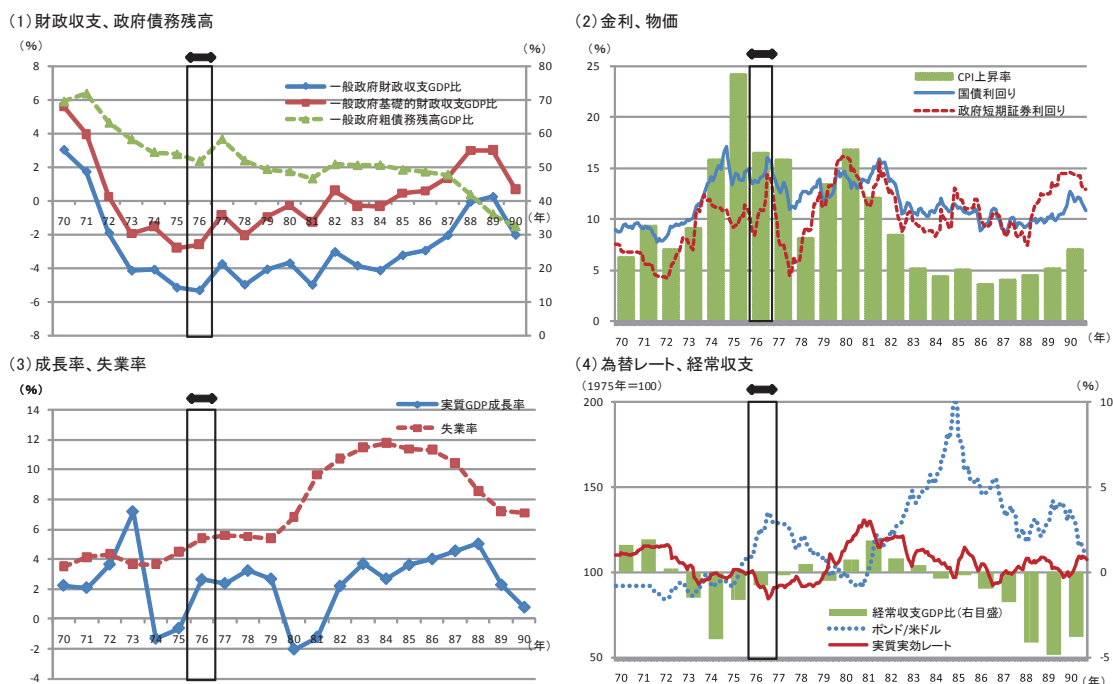 (1)財政収支、政府債務残高
(%)
(%)
一般政府財政収支GDP比
一般政府基礎的財政収支GDP比
一般政府粗債務残高GDP比
8
6
4
2
0
-2
-4
-6
-8
80
70
60
50
40
30
20
10
0
70 71 72 73 74 75 76 77 78 79 80 81 82 83 84 85 86 87 88 89 90
(年)
(2)金利、物価
(%)
CPI上昇率
国債利回り
政府短期証券利回り
25
20
15
10
5
0
70 71 72 73 74 75 76 77 78 79 80 81 82 83 84 85 86 87 88 89 90
(年)
(3)成長率、失業率
(%)
実質GDP成長率
失業率
14
12
10
8
6
4
2
0
-2
-4
70 71 72 73 74 75 76 77 78 79 80 81 82 83 84 85 86 87 88 89 90
(年)
(4)為替レート、経常収支
(1975年=100)
(%)
200
150
100
50
10
5
0
-5
経常収支GDP比(右目盛)
ポンド/米ドル
実質実効レート
70 71 72 73 74 75 76 77 78 79 80 81 82 83 84 85 86 87 88 89 90
(年)